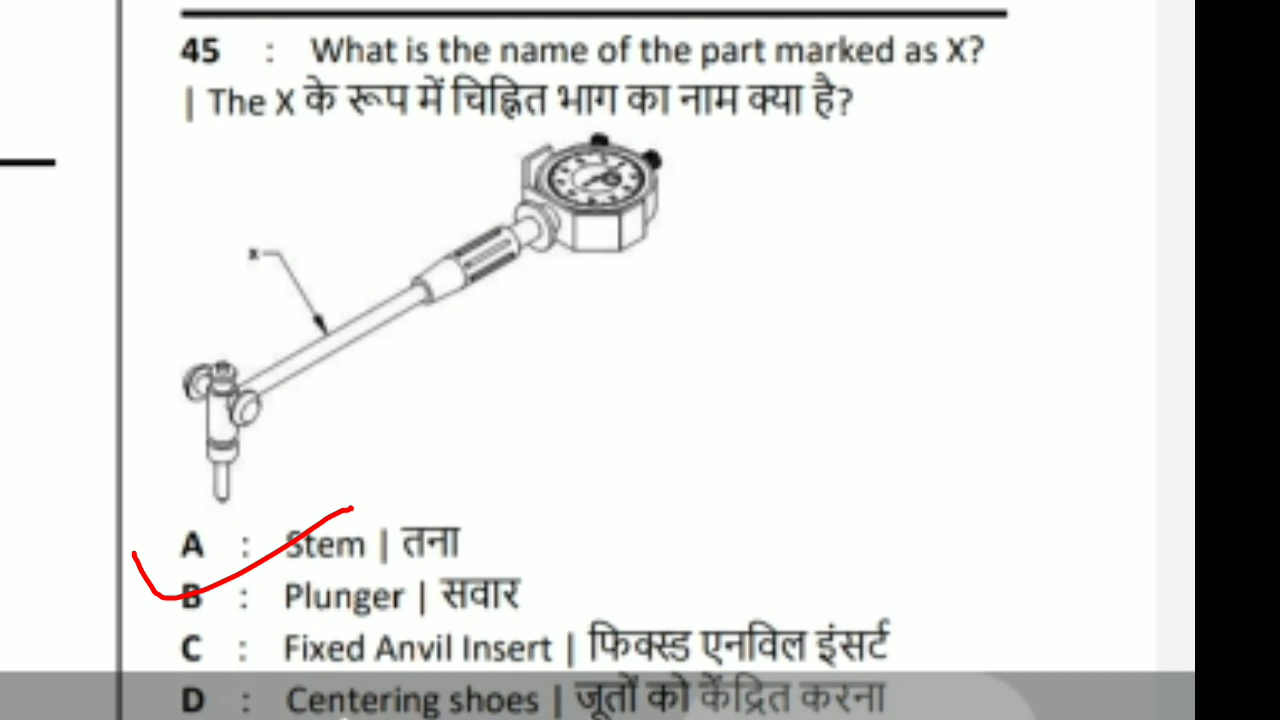 45 : What is the name of the part marked as X?
| The X के रूप में चिह्नित भाग का नाम क्या है?
x
A : Stem | तना
B : Plunger | सवार
C : Fixed Anvil Insert | फिक्स्ड एनविल इंसर्ट
D : Centering shoes | जूतों को केंद्रित करना